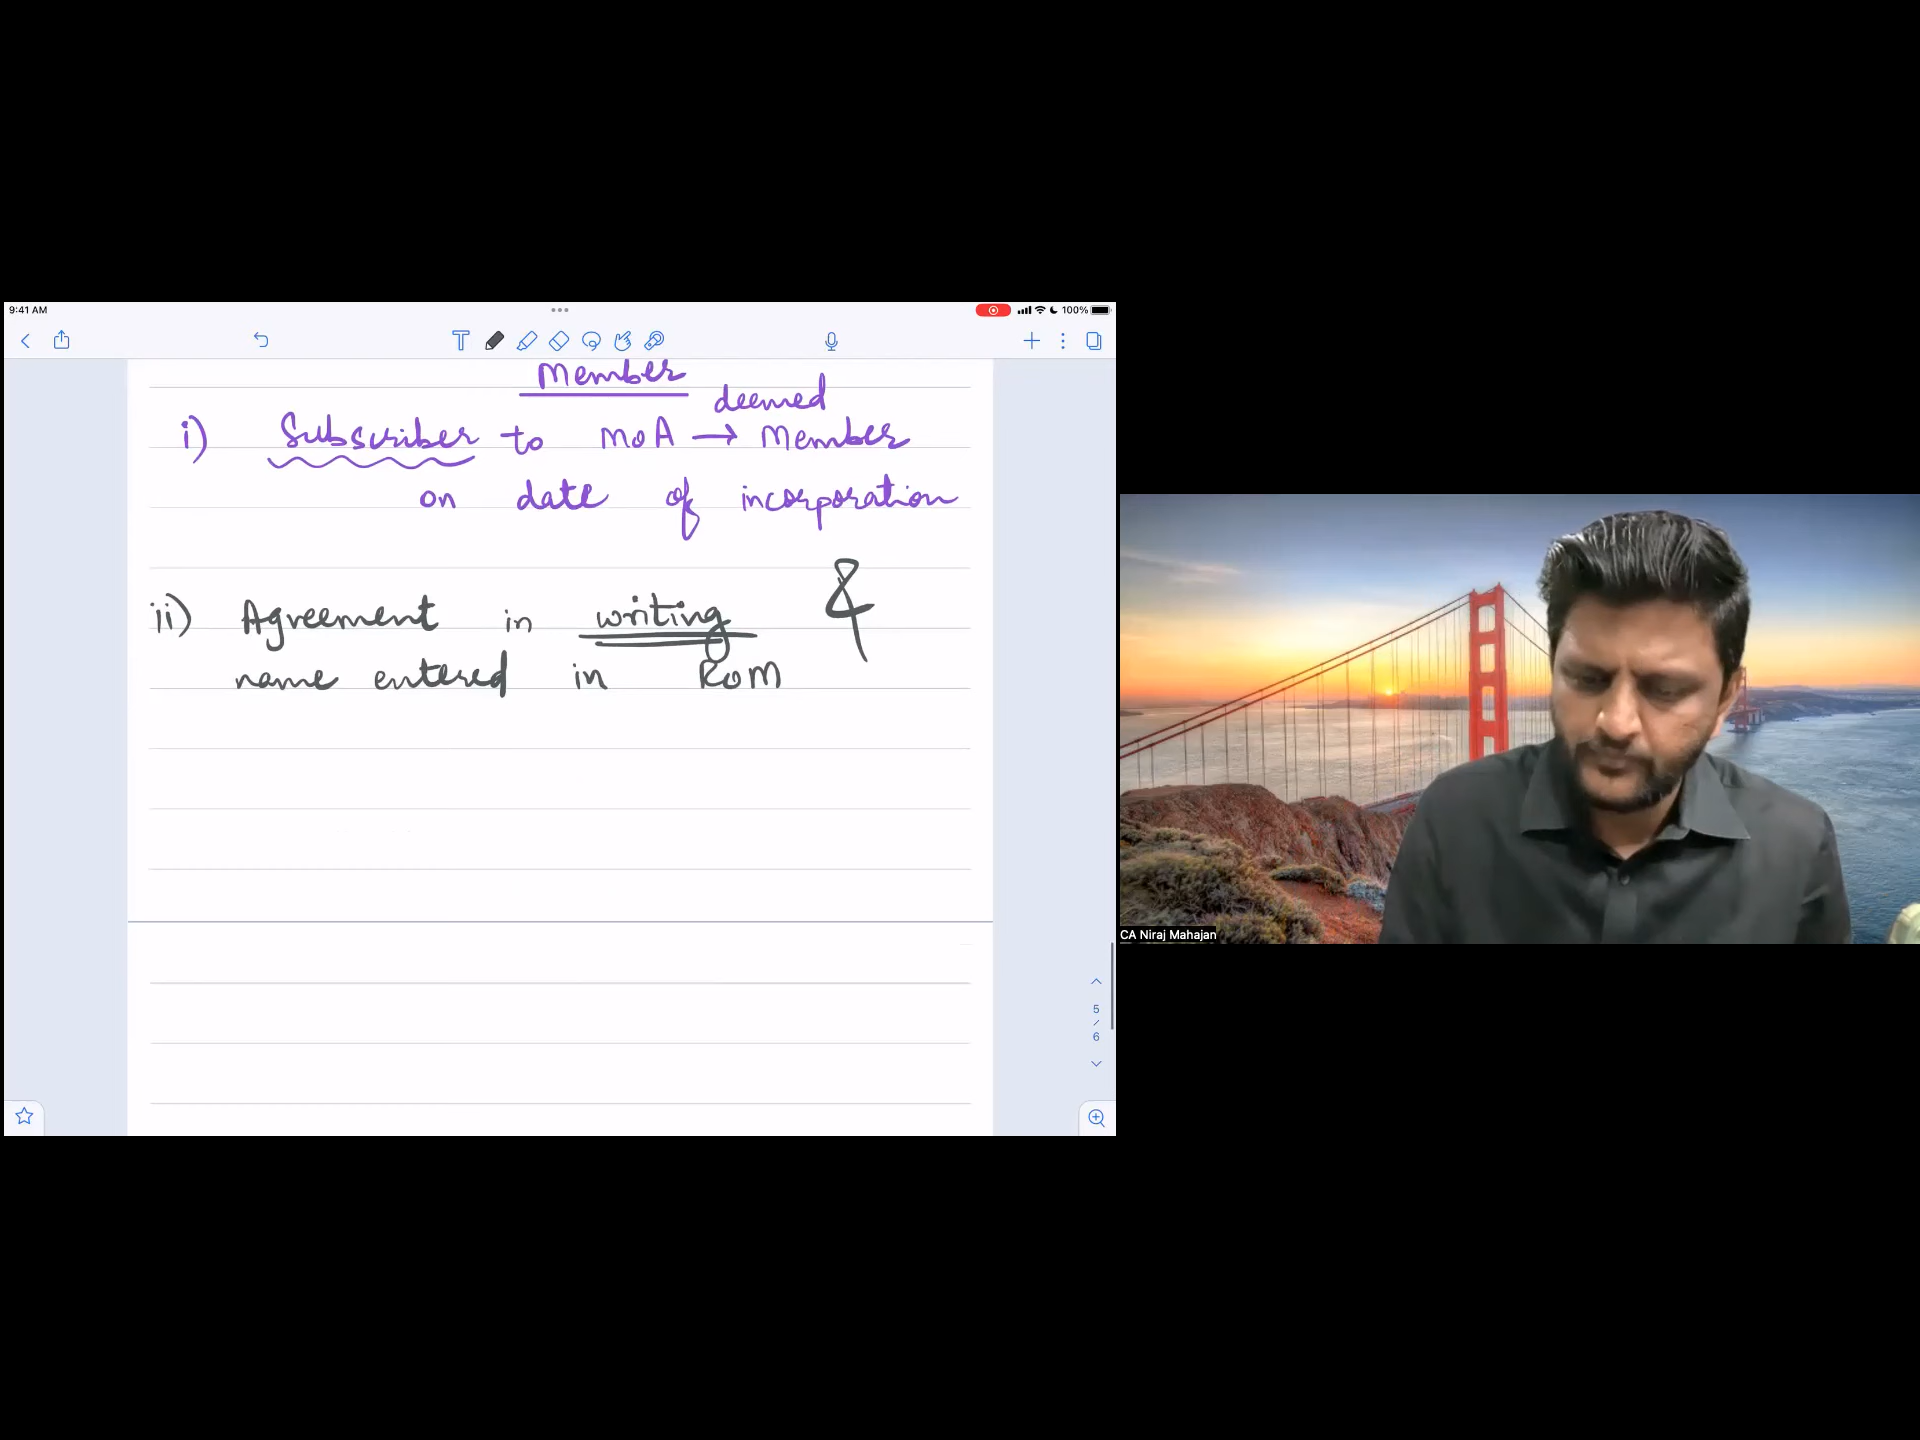 9:41 AM
100%
Member
deemed
i) Subscriber to MoA → Member
on date of incorporation
ii) Agreement in writing &
name entered in RoM
CA Niraj Mahajan
5
/
6